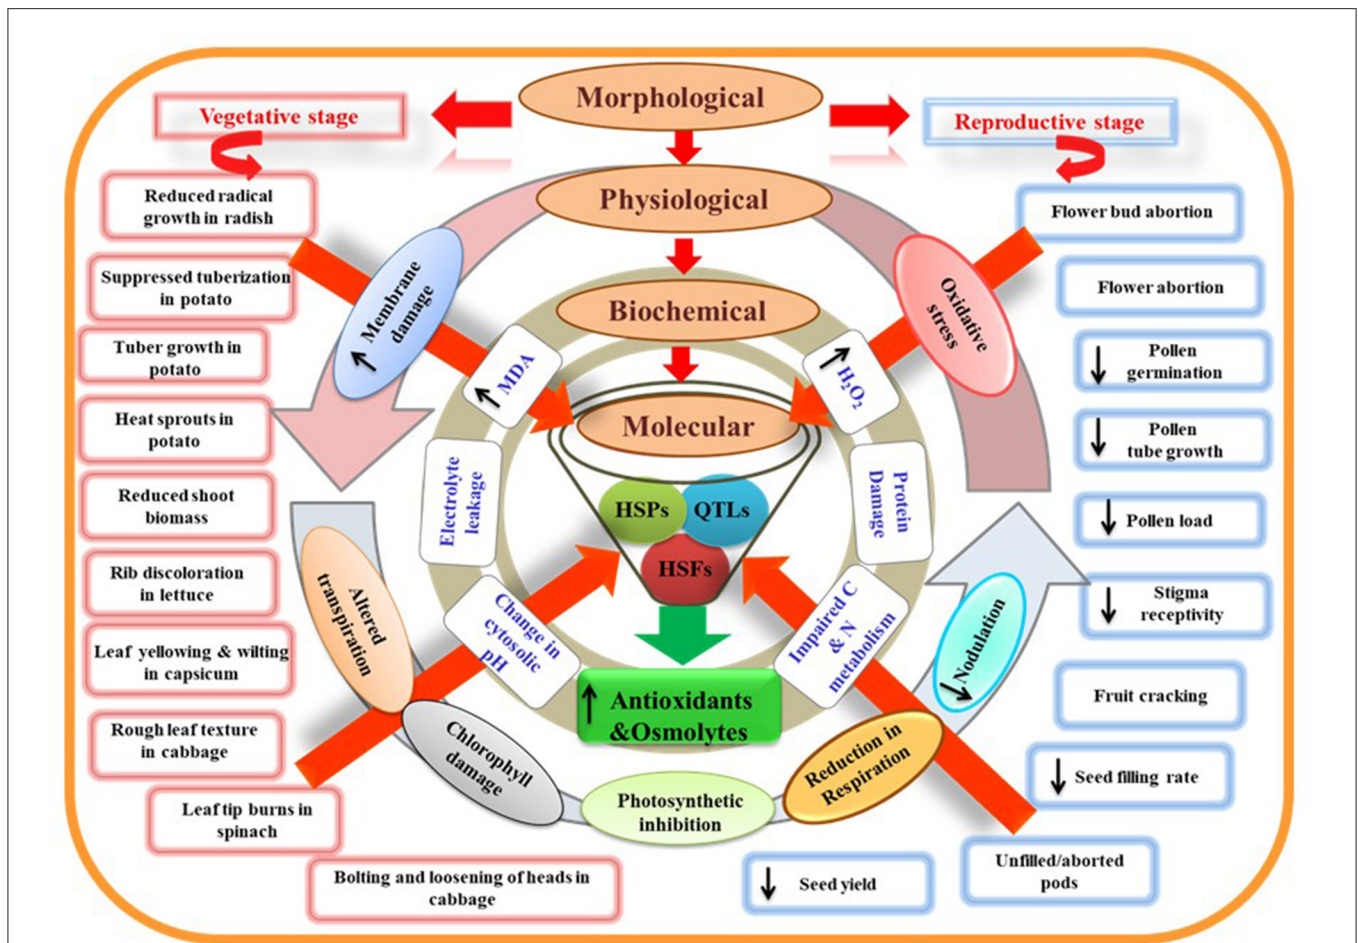 Morphological
Vegetative stage
Reproductive stage
Physiological
Biochemical
Molecular
HSPs
QTLs
HSFs
Antioxidants
&Osmolytes
Reduced radical
growth in radish
Suppressed tuberization
in potato
Tuber growth in
potato
Heat sprouts in
potato
Reduced shoot
biomass
Rib discoloration
in lettuce
Leaf yellowing & wilting
in capsicum
Rough leaf texture
in cabbage
Leaf tip burns in
spinach
Bolting and loosening of heads in
cabbage
Membrane
damage
Altered
transpiration
Chlorophyll
damage
Photosynthetic
inhibition
Reduction in
Respiration
Nodulation
Oxidative
stress
MDA
Electrolyte
leakage
Change in
cytosolic
pH
Impaired C
& N
metabolism
Protein
Damage
H₂O₂
Flower bud abortion
Flower abortion
Pollen
germination
Pollen
tube growth
Pollen load
Stigma
receptivity
Fruit cracking
Seed filling rate
Unfilled/aborted
pods
Seed yield